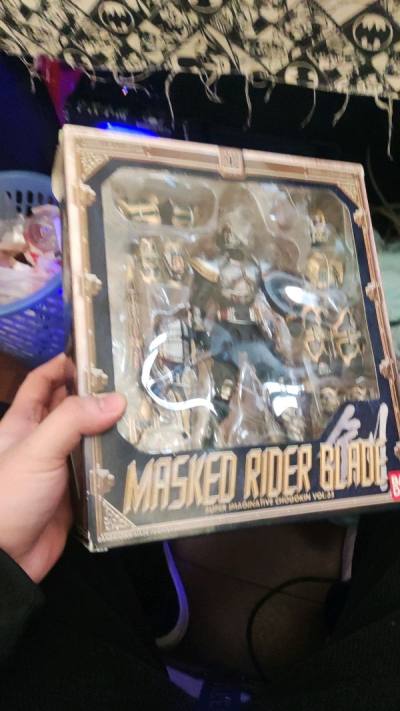 MASKED RIDER BLADE
SUPER IMAGINATIVE CHOGOKIN VOL.23